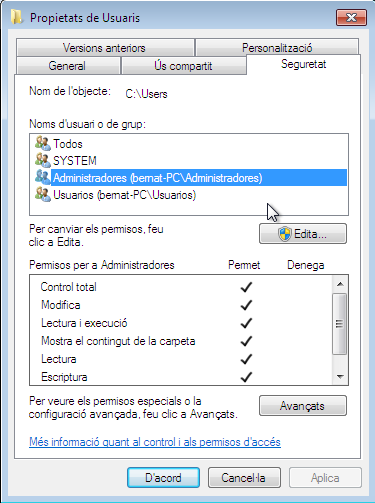 Propietats de Usuaris
Versions anteriors
Personalització
General
Ús compartit
Seguretat
Nom de l'objecte: C:\Users
Noms d'usuari o de grup:
Todos
SYSTEM
Administradores (bernat-PC\Administradores)
Usuarios (bernat-PC\Usuarios)
Per canviar els permisos, feu
clic a Edita.
Edita...
Permisos per a Administradores Permet Denega
Control total
Modifica
Lectura i execució
Mostra el contingut de la carpeta
Lectura
Escriptura
Per veure els permisos especials o la
configuració avançada, feu clic a Avançats.
Avançats
Més informació quant al control i als permisos d'accés
D'acord
Cancel·la
Aplica